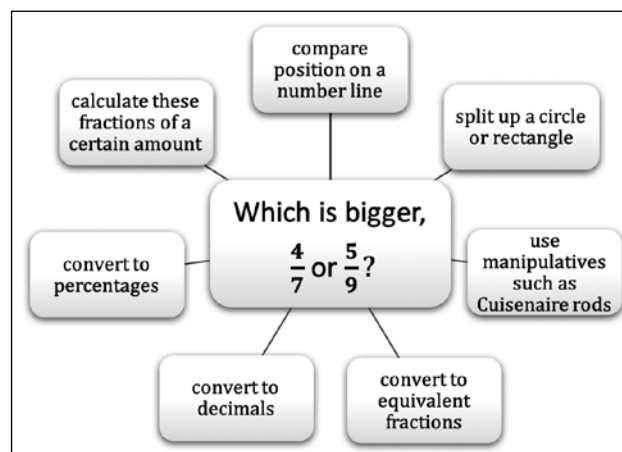 compare
position on a
number line
calculate these
fractions of a
certain amount
split up a circle
or rectangle
Which is bigger,
4/7 or 5/9?
convert to
percentages
use
manipulatives
such as
Cuisenaire rods
convert to
decimals
convert to
equivalent
fractions